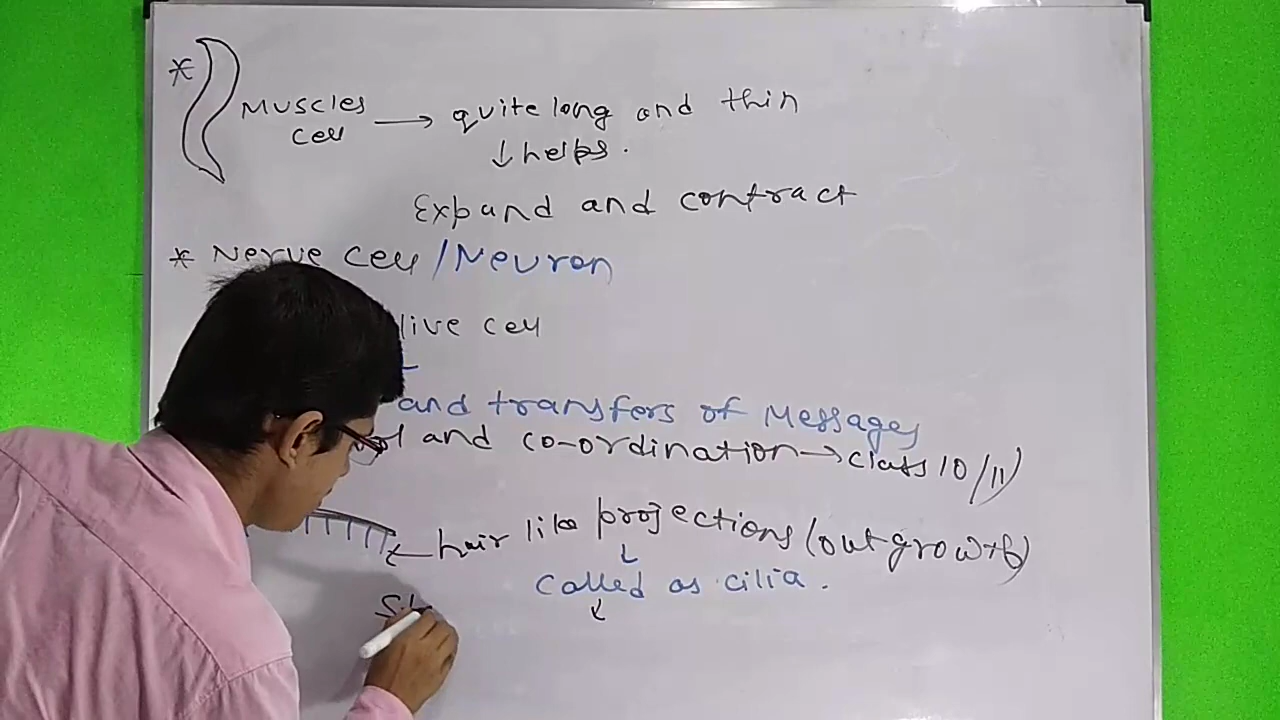 * Muscles
cell → quite long and thin
↓ helps.
Expand and contract
* Nerve cell / Neuron
live cell
and transfers of Messages
and co-ordination → class 10/11)
← hair like projections (outgrowth)
↓
called as cilia.
↓